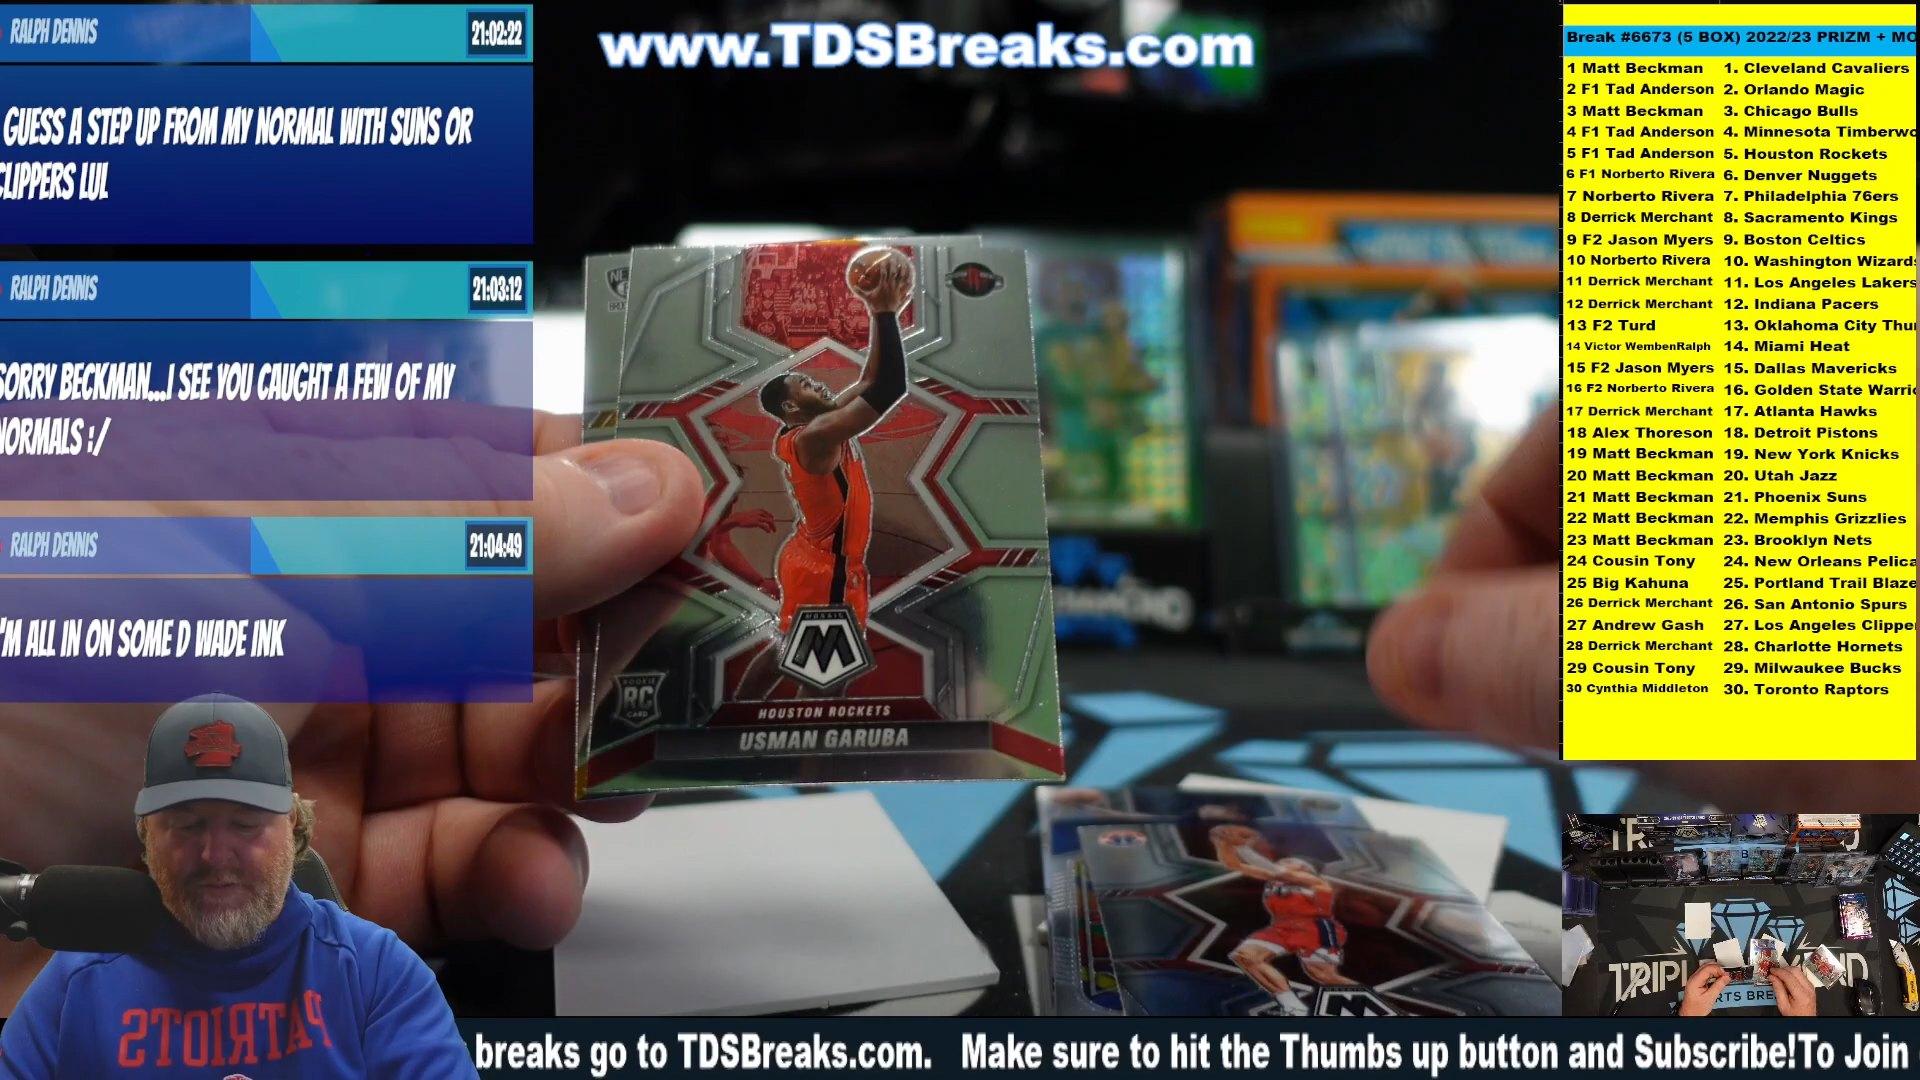 RALPH DENNIS 21:02:22
GUESS A STEP UP FROM MY NORMAL WITH SUNS OR
CLIPPERS LUL
RALPH DENNIS 21:03:12
SORRY BECKMAN...I SEE YOU CAUGHT A FEW OF MY
NORMALS :/
RALPH DENNIS 21:04:49
'M ALL IN ON SOME D WADE INK
www.TDSBreaks.com
MOSAIC
M
ROOKIE
RC
CARD
HOUSTON ROCKETS
USMAN GARUBA
PATRIOTS
Break #6673 (5 BOX) 2022/23 PRIZM + MO
1 Matt Beckman 1. Cleveland Cavaliers
2 F1 Tad Anderson 2. Orlando Magic
3 Matt Beckman 3. Chicago Bulls
4 F1 Tad Anderson 4. Minnesota Timberwo
5 F1 Tad Anderson 5. Houston Rockets
6 F1 Norberto Rivera 6. Denver Nuggets
7 Norberto Rivera 7. Philadelphia 76ers
8 Derrick Merchant 8. Sacramento Kings
9 F2 Jason Myers 9. Boston Celtics
10 Norberto Rivera 10. Washington Wizards
11 Derrick Merchant 11. Los Angeles Lakers
12 Derrick Merchant 12. Indiana Pacers
13 F2 Turd 13. Oklahoma City Thu
14 Victor WembenRalph 14. Miami Heat
15 F2 Jason Myers 15. Dallas Mavericks
16 F2 Norberto Rivera 16. Golden State Warrio
17 Derrick Merchant 17. Atlanta Hawks
18 Alex Thoreson 18. Detroit Pistons
19 Matt Beckman 19. New York Knicks
20 Matt Beckman 20. Utah Jazz
21 Matt Beckman 21. Phoenix Suns
22 Matt Beckman 22. Memphis Grizzlies
23 Matt Beckman 23. Brooklyn Nets
24 Cousin Tony 24. New Orleans Pelica
25 Big Kahuna 25. Portland Trail Blaze
26 Derrick Merchant 26. San Antonio Spurs
27 Andrew Gash 27. Los Angeles Clipper
28 Derrick Merchant 28. Charlotte Hornets
29 Cousin Tony 29. Milwaukee Bucks
30 Cynthia Middleton 30. Toronto Raptors
breaks go to TDSBreaks.com. Make sure to hit the Thumbs up button and Subscribe!To Join